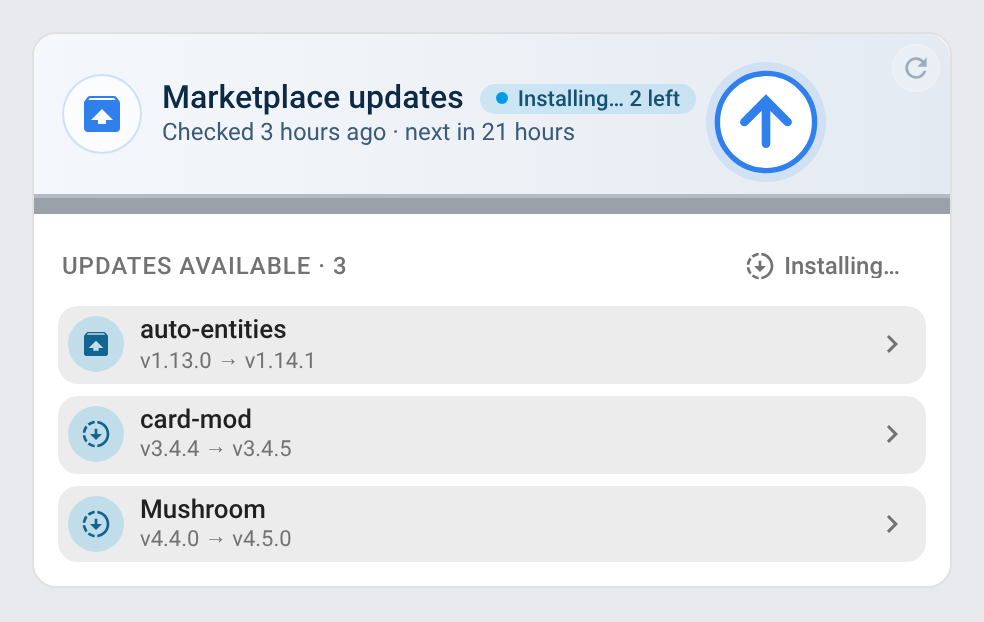 Marketplace updates
Installing... 2 left
Checked 3 hours ago · next in 21 hours
UPDATES AVAILABLE · 3
Installing...
auto-entities
v1.13.0 → v1.14.1
card-mod
v3.4.4 → v3.4.5
Mushroom
v4.4.0 → v4.5.0